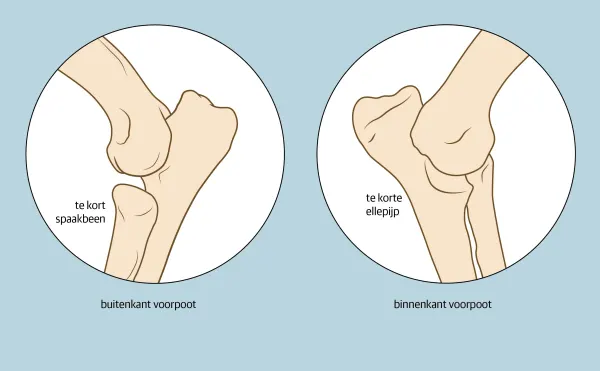 te kort
spaakbeen
te korte
ellepijp
buitenkant voorpoot
binnenkant voorpoot